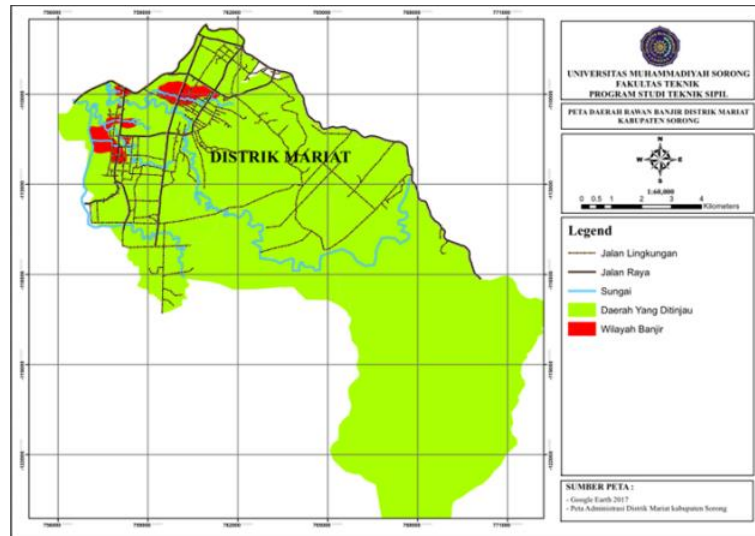 UNIVERSITAS MUHAMMADIYAH SORONG
FAKULTAS TEKNIK
PROGRAM STUDI TEKNIK SIPIL
PETA DAERAH RAWAN BANJIR DISTRIK MARIAT
KABUPATEN SORONG
N
W E
S
1:60,000
0 0.5 1 2 3 4
Kilometers
Legend
Jalan Lingkungan
Jalan Raya
Sungai
Daerah Yang Ditinjau
Wilayah Banjir
SUMBER PETA :
- Google Earth 2017
- Peta Administrasi Distrik Mariat kabupaten Sorong
DISTRIK MARIAT